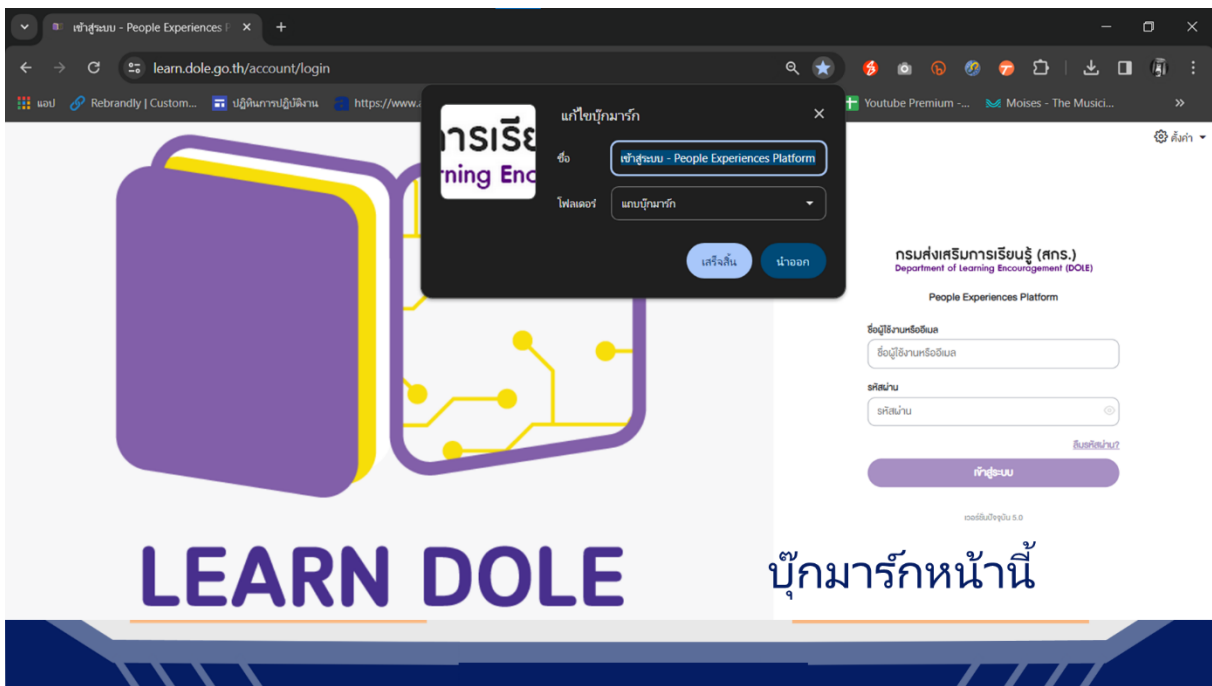 เข้าสู่ระบบ - People Experiences P
learn.dole.go.th/account/login
แอป
Rebrandly | Custom...
ปฏิทินการปฏิบัติงาน
https://www.
Youtube Premium -...
Moises - The Musici...
แก้ไขบุ๊กมาร์ก
ชื่อ
เข้าสู่ระบบ - People Experiences Platform
โฟลเดอร์
แถบบุ๊กมาร์ก
เสร็จสิ้น
นำออก
ารเรีย
ning Enc
ตั้งค่า
กรมส่งเสริมการเรียนรู้ (สกร.)
Department of Learning Encouragement (DOLE)
People Experiences Platform
ชื่อผู้ใช้งานหรืออีเมล
ชื่อผู้ใช้งานหรืออีเมล
รหัสผ่าน
รหัสผ่าน
ลืมรหัสผ่าน?
เข้าสู่ระบบ
เวอร์ชันปัจจุบัน 5.0
LEARN DOLE
บุ๊กมาร์กหน้านี้